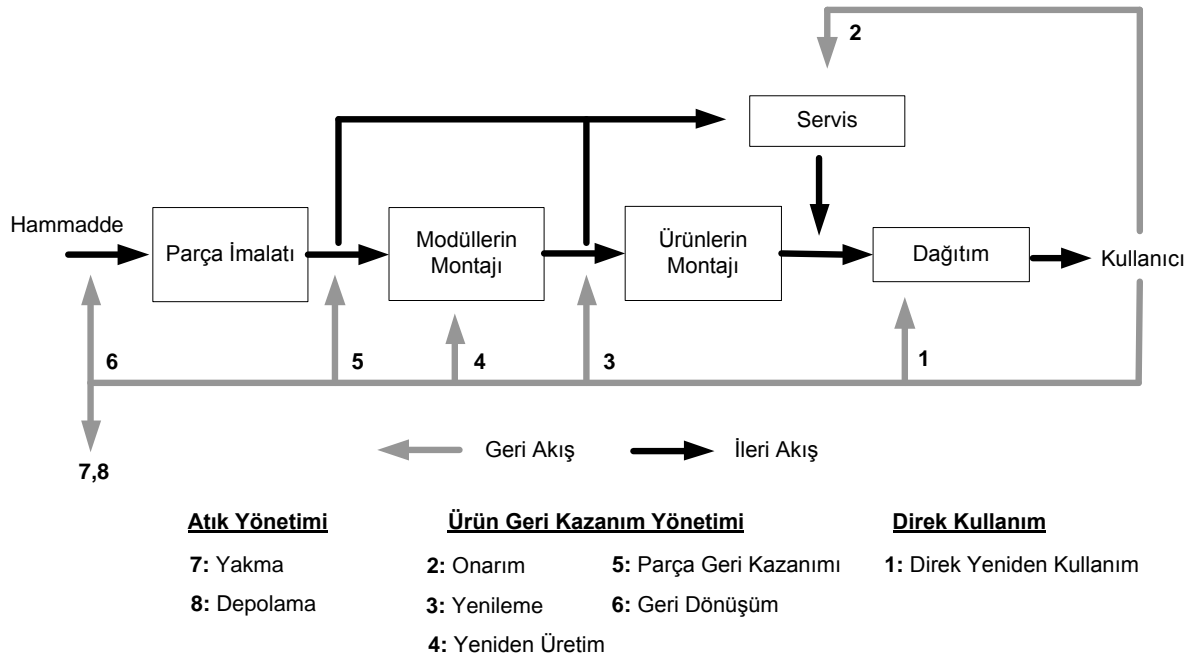 2
Servis
Hammadde
Parça İmalatı
Modüllerin
Montajı
Ürünlerin
Montajı
Dağıtım
Kullanıcı
6
5
4
3
1
7,8
Geri Akış
İleri Akış
Atık Yönetimi
7: Yakma
8: Depolama
Ürün Geri Kazanım Yönetimi
2: Onarım
3: Yenileme
4: Yeniden Üretim
5: Parça Geri Kazanımı
6: Geri Dönüşüm
Direk Kullanım
1: Direk Yeniden Kullanım